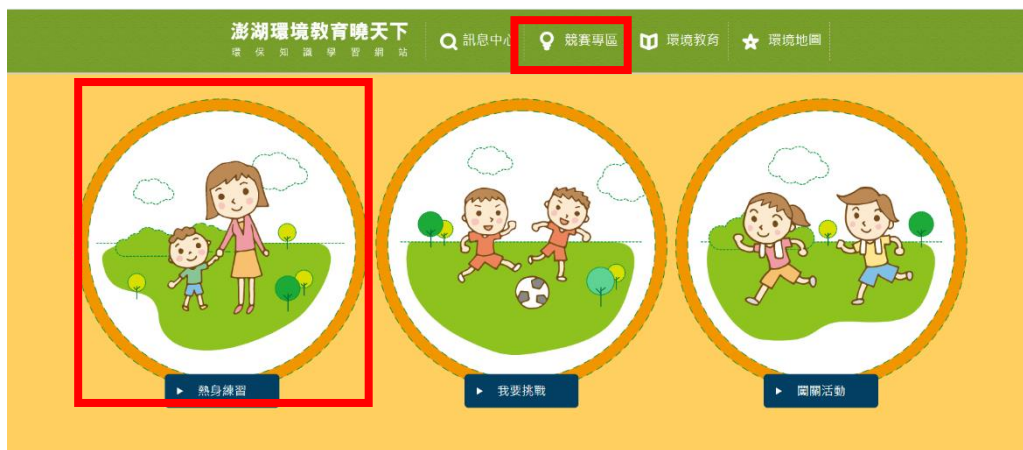 澎湖環境教育曉天下
環保知識學習網站
訊息中心
競賽專區
環境教育
環境地圖
熱身練習
我要挑戰
闖關活動